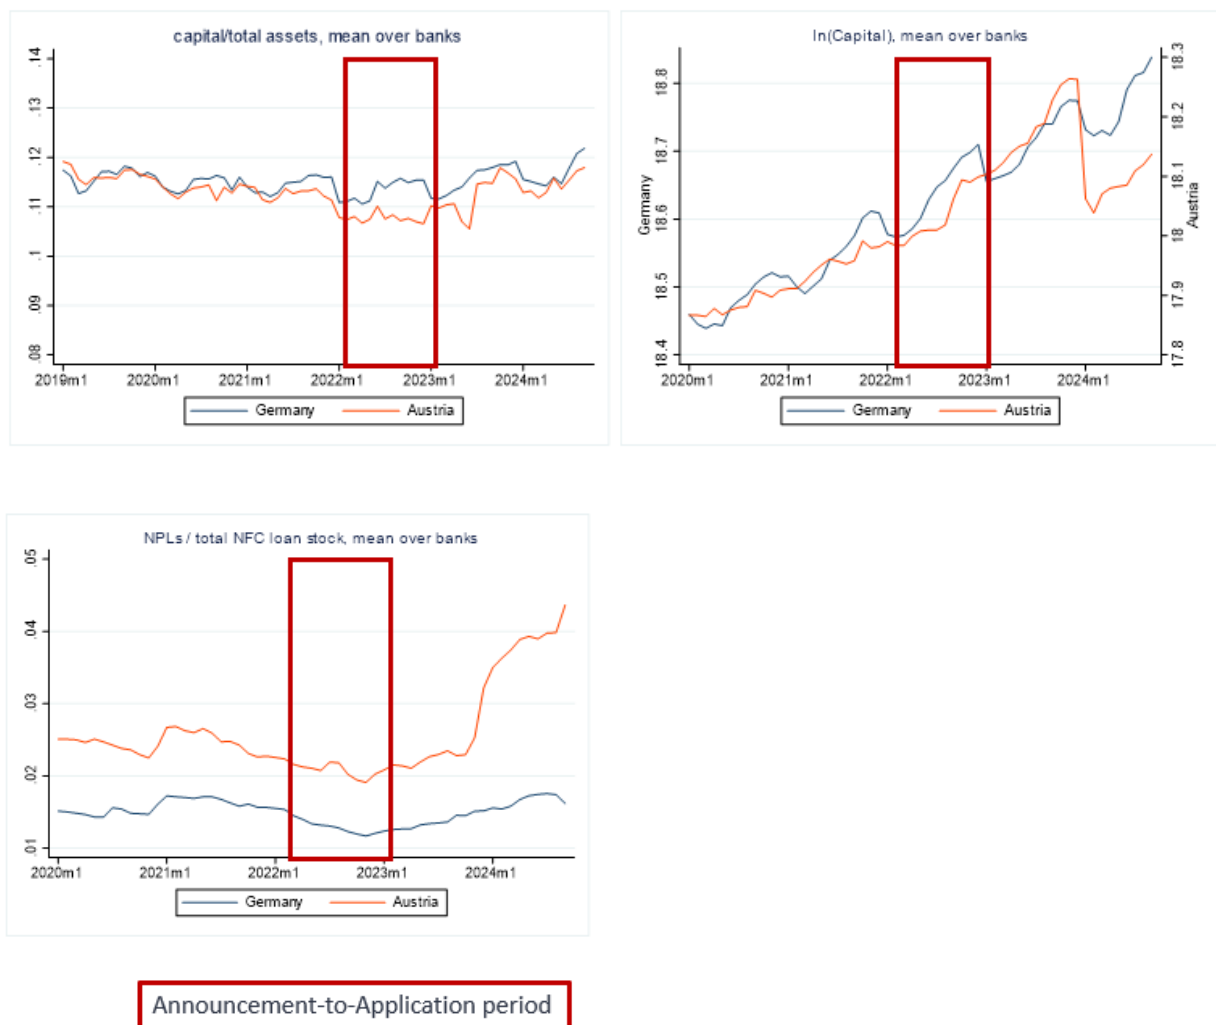 capital/total assets, mean over banks
.14
.13
.12
.11
.1
.09
.08
2019m1 2020m1 2021m1 2022m1 2023m1 2024m1
Germany Austria
ln(Capital), mean over banks
Germany
18.8
18.7
18.6
18.5
18.4
Austria
18.3
18.2
18.1
18
17.9
17.8
2020m1 2021m1 2022m1 2023m1 2024m1
Germany Austria
NPLs / total NFC loan stock, mean over banks
.05
.04
.03
.02
.01
2020m1 2021m1 2022m1 2023m1 2024m1
Germany Austria
Announcement-to-Application period